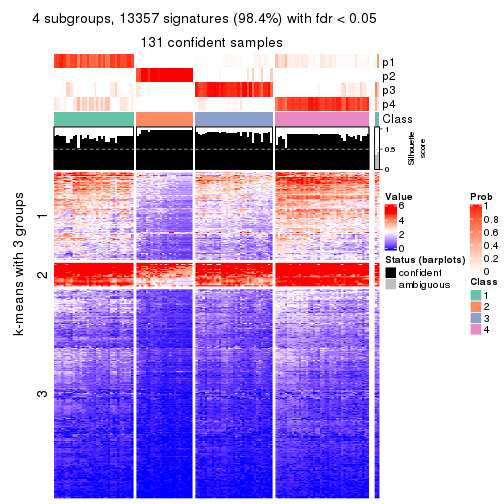 4 subgroups, 13357 signatures (98.4%) with fdr < 0.05
131 confident samples
p1
p2
p3
p4
Class
1
0.5
0
Silhouette
score
k-means with 3 groups
1
2
3
Value
6
4
2
0
Status (barplots)
confident
ambiguous
Prob
1
0.8
0.6
0.4
0.2
0
Class
1
2
3
4